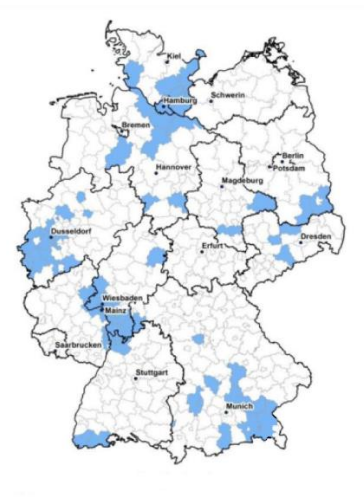 Kiel
Schwerin
Hamburg
Bremen
Berlin
Potsdam
Hannover
Magdeburg
Dusseldorf
Dresden
Erfurt
Wiesbaden
Mainz
Saarbrucken
Stuttgart
Munich